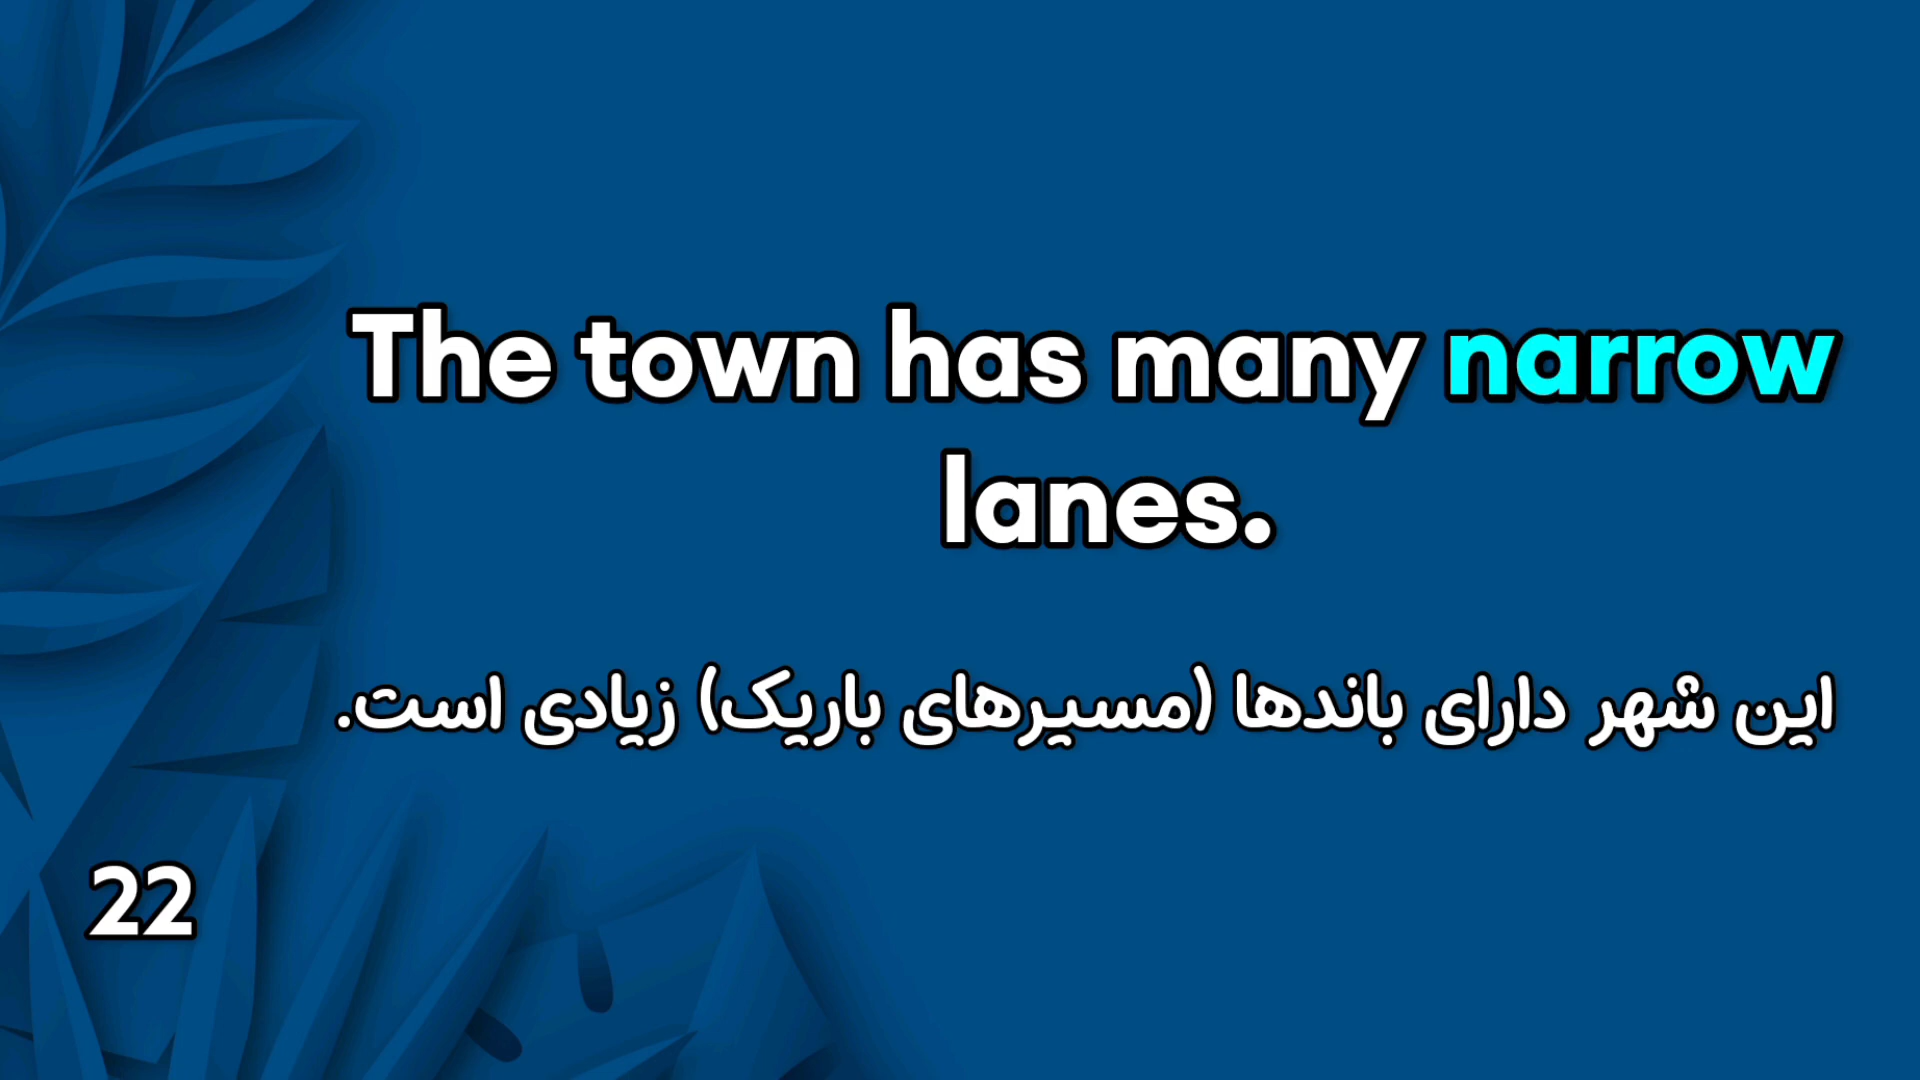 The town has many narrow
lanes.
این شهر دارای باندها (مسیرهای باریک) زیادی است.
22